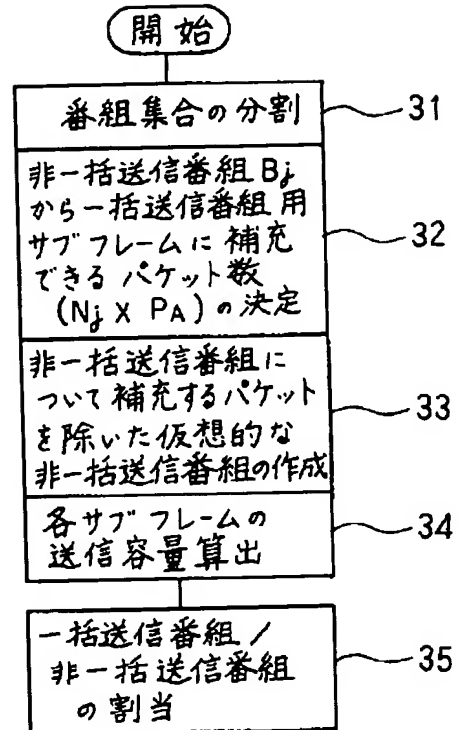 開始
番組集合の分割
31
非一括送信番組 Bj
から一括送信番組 用
サブフレームに補充
できる パケット数
(Nj X PA) の決定
32
非一括送信番組に
ついて補充するパケット
を除いた仮想的な
非一括送信番組の作成
33
各サブフレームの
送信容量算出
34
一括送信番組/
非一括送信番組
の割当
35